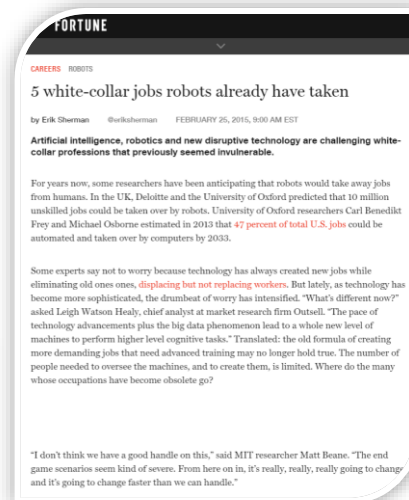 FORTUNE
CAREERS ROBOTS
5 white-collar jobs robots already have taken
by Erik Sherman @eriksherman FEBRUARY 25, 2015, 9:00 AM EST
Artificial intelligence, robotics and new disruptive technology are challenging white-
collar professions that previously seemed invulnerable.
For years now, some researchers have been anticipating that robots would take away jobs
from humans. In the UK, Deloitte and the University of Oxford predicted that 10 million
unskilled jobs could be taken over by robots. University of Oxford researchers Carl Benedikt
Frey and Michael Osborne estimated in 2013 that 47 percent of total U.S. jobs could be
automated and taken over by computers by 2033.
Some experts say not to worry because technology has always created new jobs while
eliminating old ones ones, displacing but not replacing workers. But lately, as technology has
become more sophisticated, the drumbeat of worry has intensified. “What’s different now?”
asked Leigh Watson Healy, chief analyst at market research firm Outsell. “The pace of
technology advancements plus the big data phenomenon lead to a whole new level of
machines to perform higher level cognitive tasks.” Translated: the old formula of creating
more demanding jobs that need advanced training may no longer hold true. The number of
people needed to oversee the machines, and to create them, is limited. Where do the many
whose occupations have become obsolete go?
“I don’t think we have a good handle on this,” said MIT researcher Matt Beane. “The end
game scenarios seem kind of severe. From here on in, it’s really, really, really going to change
and it’s going to change faster than we can handle.”